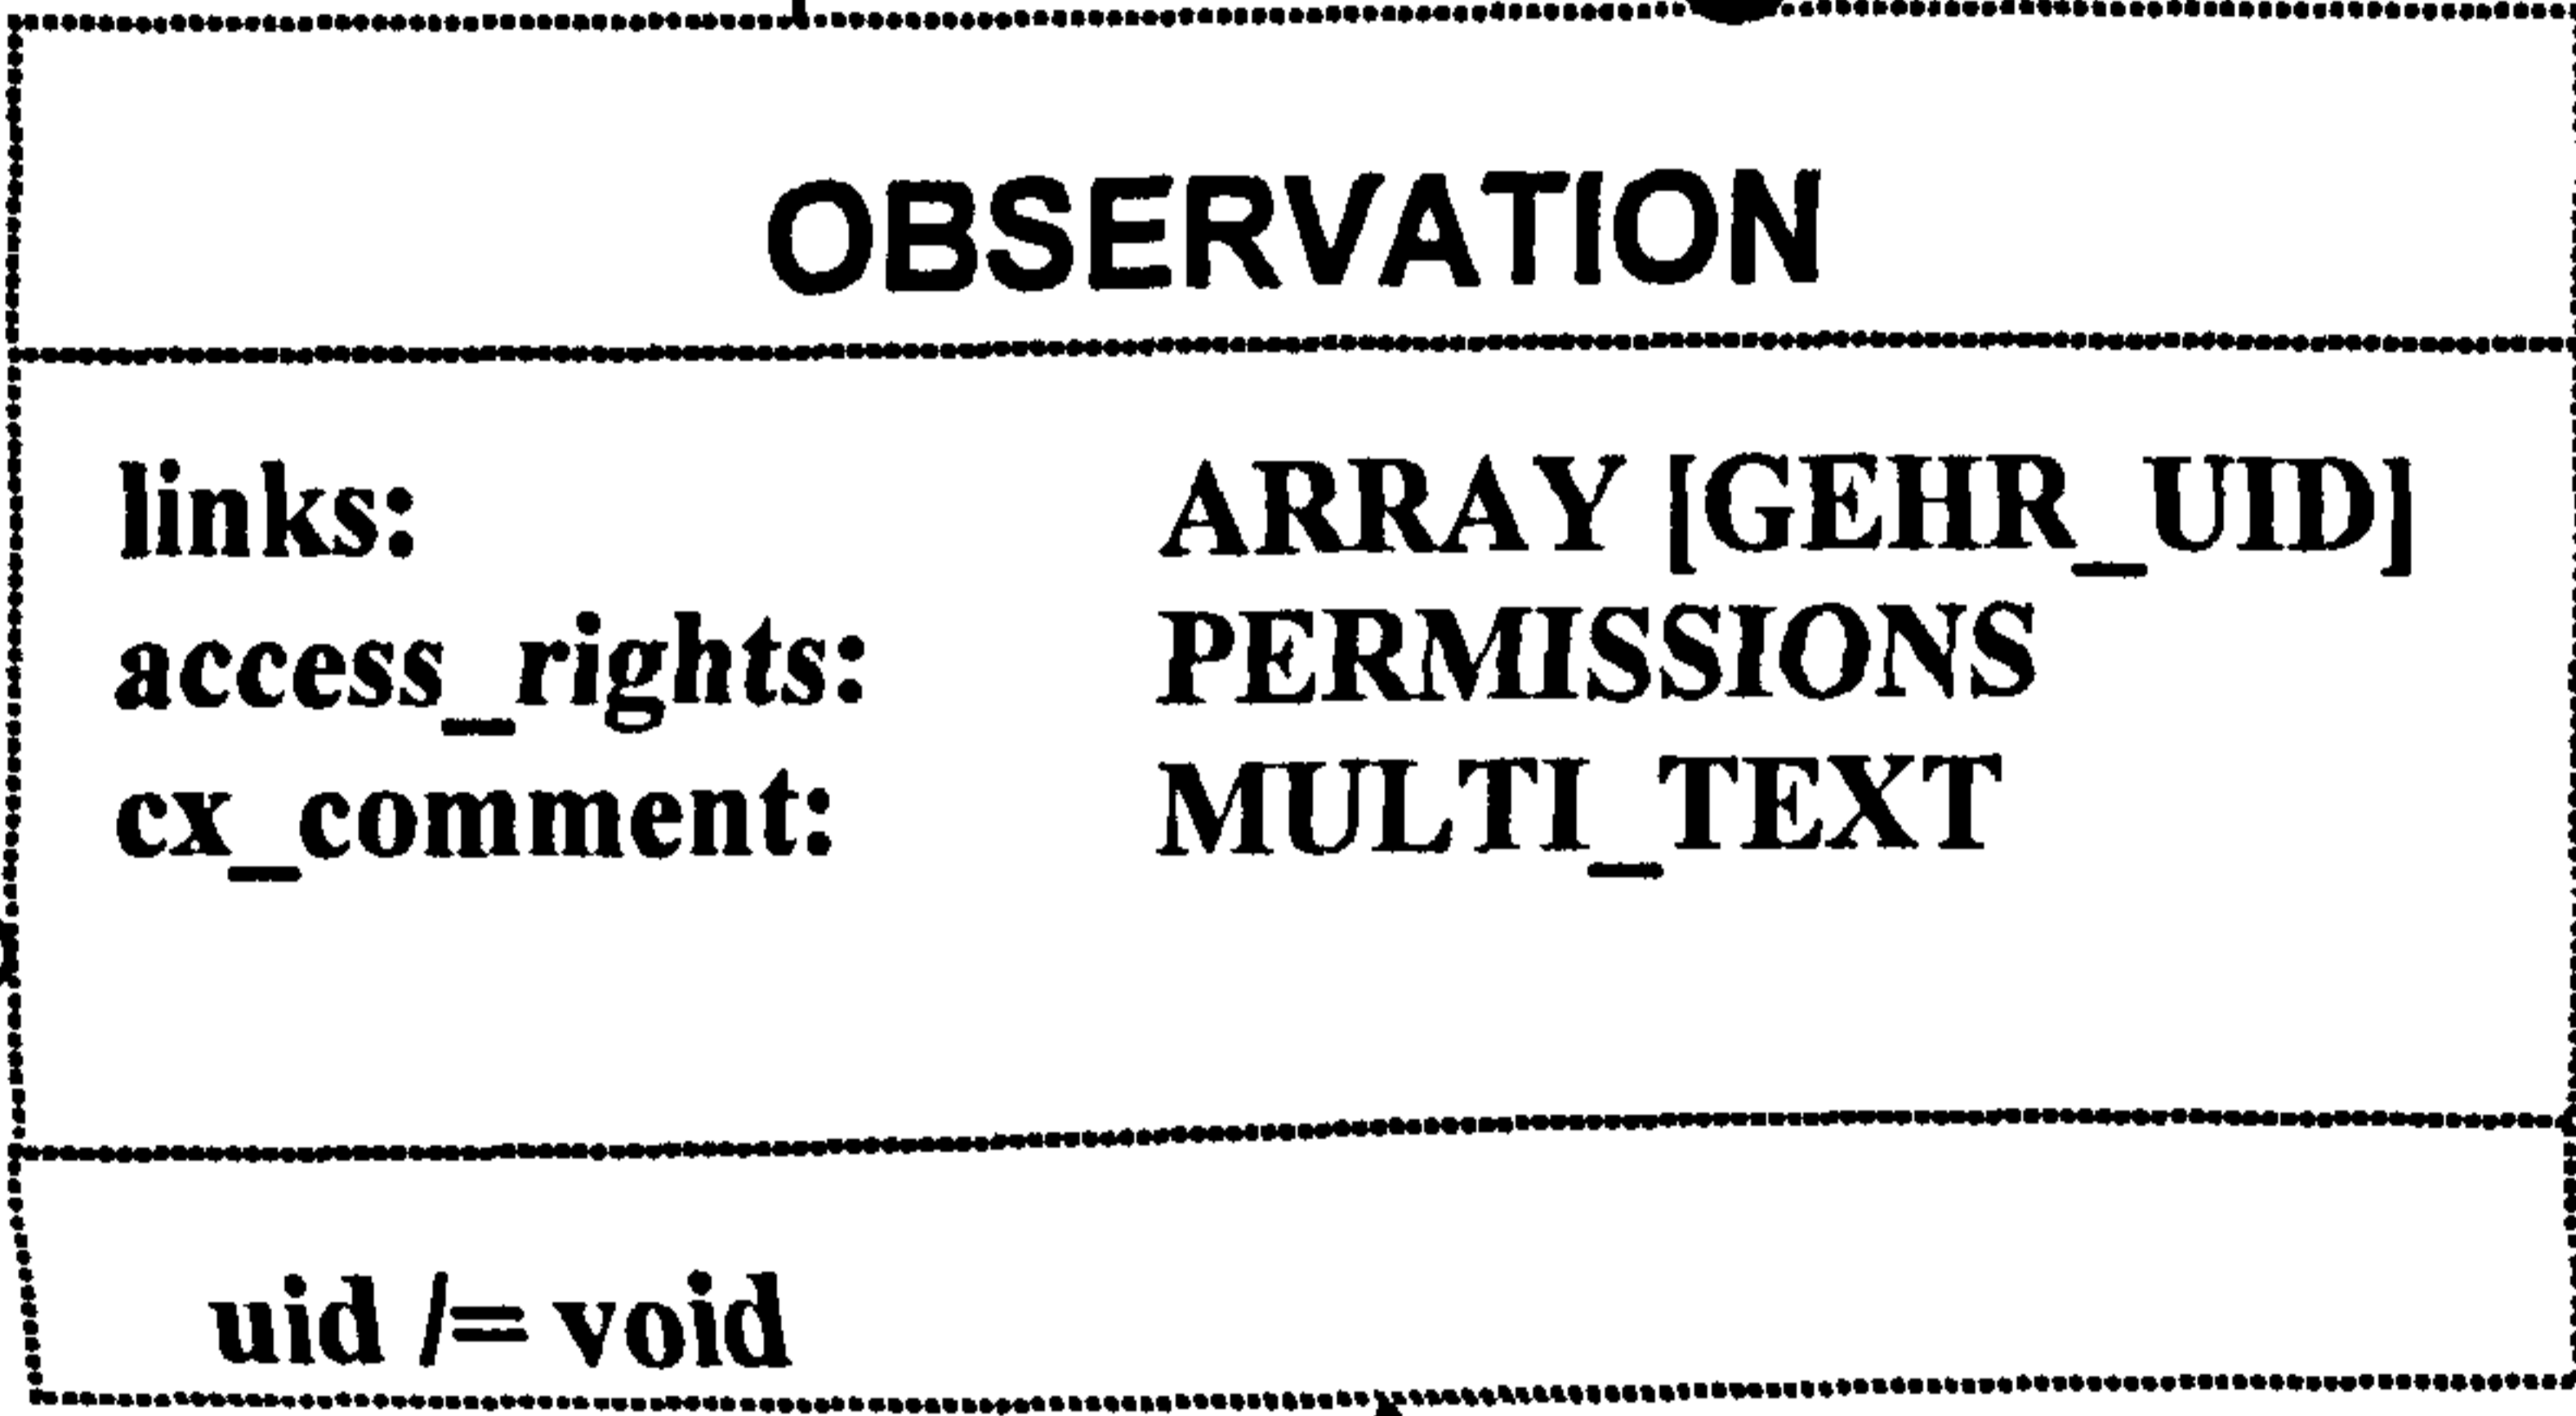 OBSERVATION
links: ARRAY [GEHR_UID]
access_rights: PERMISSIONS
cx_comment: MULTI_TEXT
uid /= void